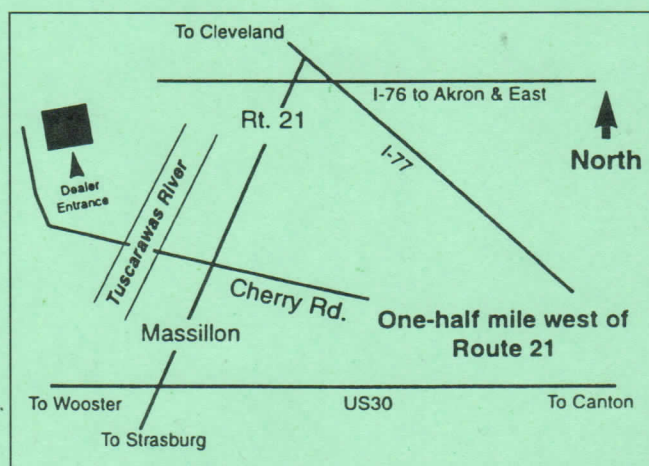 To Cleveland
I-76 to Akron & East
Rt. 21
North
I-77
Dealer
Entrance
Tuscarawas River
Cherry Rd.
One-half mile west of
Route 21
Massillon
To Wooster
US30
To Canton
To Strasburg